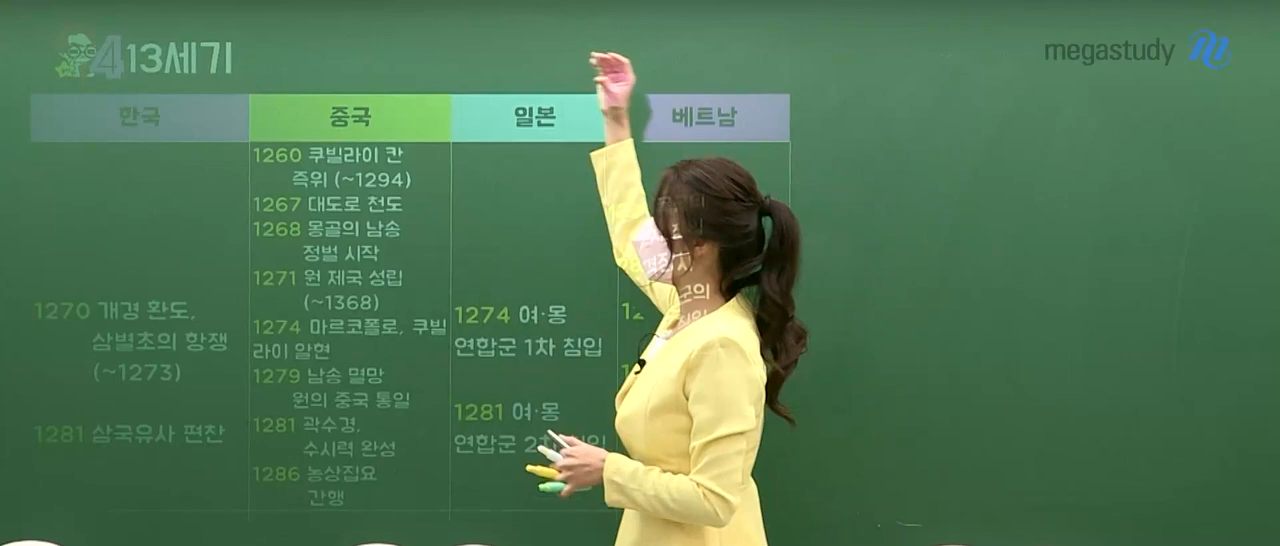 4 13세기
megastudy
한국
중국
일본
베트남
1270 개경 환도,
삼별초의 항쟁
(~1273)
1281 삼국유사 편찬
1260 쿠빌라이 칸
즉위 (~1294)
1267 대도로 천도
1268 몽골의 남송
정벌 시작
1271 원 제국 성립
(~1368)
1274 마르코폴로, 쿠빌
라이 알현
1279 남송 멸망
원의 중국 통일
1281 곽수경,
수시력 완성
1286 농상집요
간행
1274 여·몽
연합군 1차 침입
1281 여·몽
연합군 2차 침입
군의